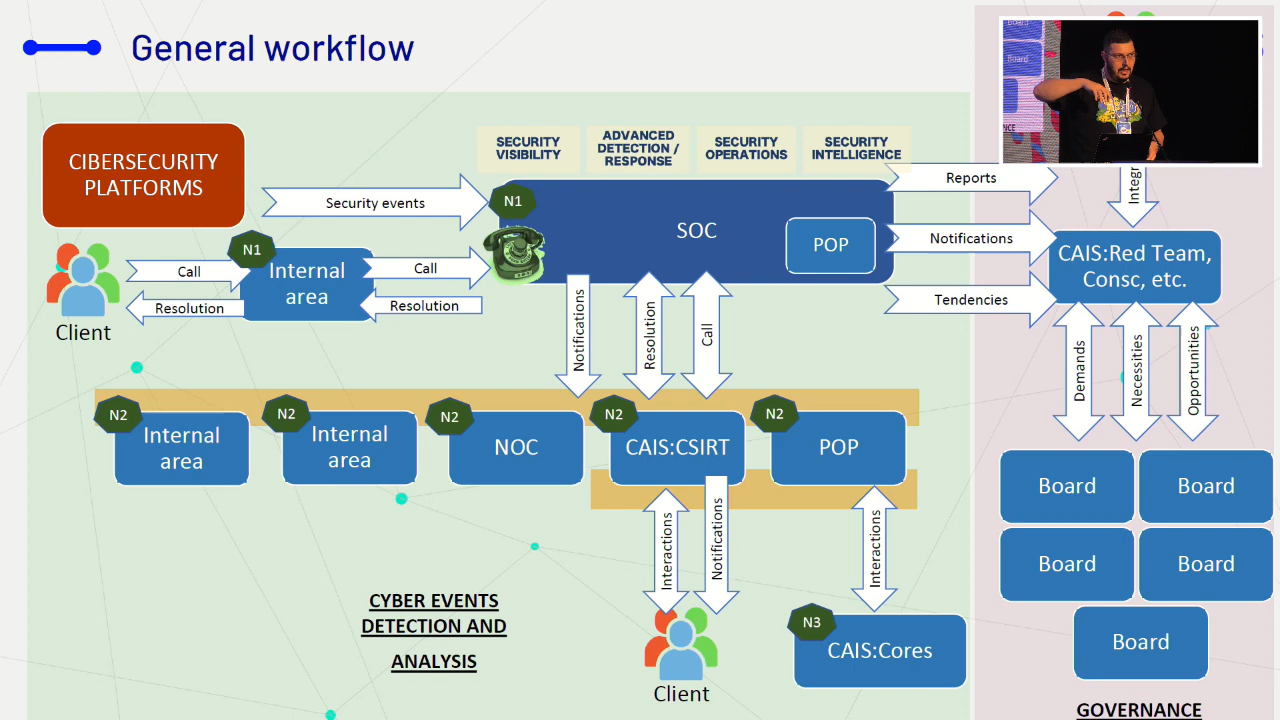 General workflow
CIBERSECURITY
PLATFORMS
SECURITY
VISIBILITY
ADVANCED
DETECTION /
RESPONSE
SECURITY
OPERATIONS
SECURITY
INTELLIGENCE
Security events
N1
SOC
POP
Reports
Notifications
Tendencies
CAIS:Red Team,
Consc, etc.
N1
Internal
area
Call
Resolution
Call
Resolution
Client
Notifications
Resolution
Call
Demands
Necessities
Opportunities
N2
Internal
area
N2
Internal
area
N2
NOC
N2
CAIS:CSIRT
N2
POP
Interactions
Notifications
Interactions
Client
N3
CAIS:Cores
CYBER EVENTS
DETECTION AND
ANALYSIS
Board
Board
Board
Board
Board
GOVERNANCE
Board
Board